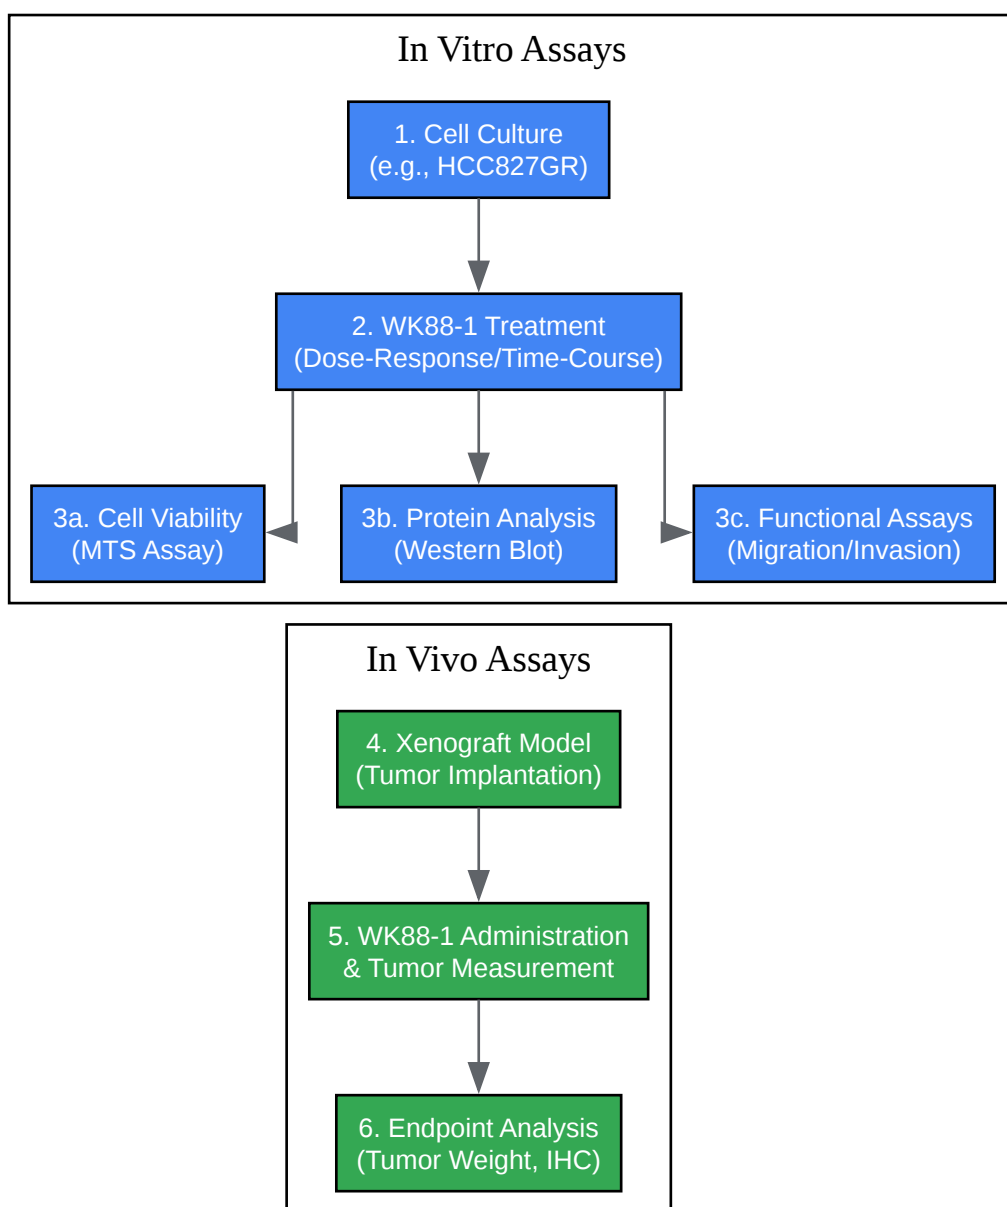 In Vitro Assays
1. Cell Culture
(e.g., HCC827GR)
2. WK88-1 Treatment
(Dose-Response/Time-Course)
3a. Cell Viability
(MTS Assay)
3b. Protein Analysis
(Western Blot)
3c. Functional Assays
(Migration/Invasion)
In Vivo Assays
4. Xenograft Model
(Tumor Implantation)
5. WK88-1 Administration
& Tumor Measurement
6. Endpoint Analysis
(Tumor Weight, IHC)